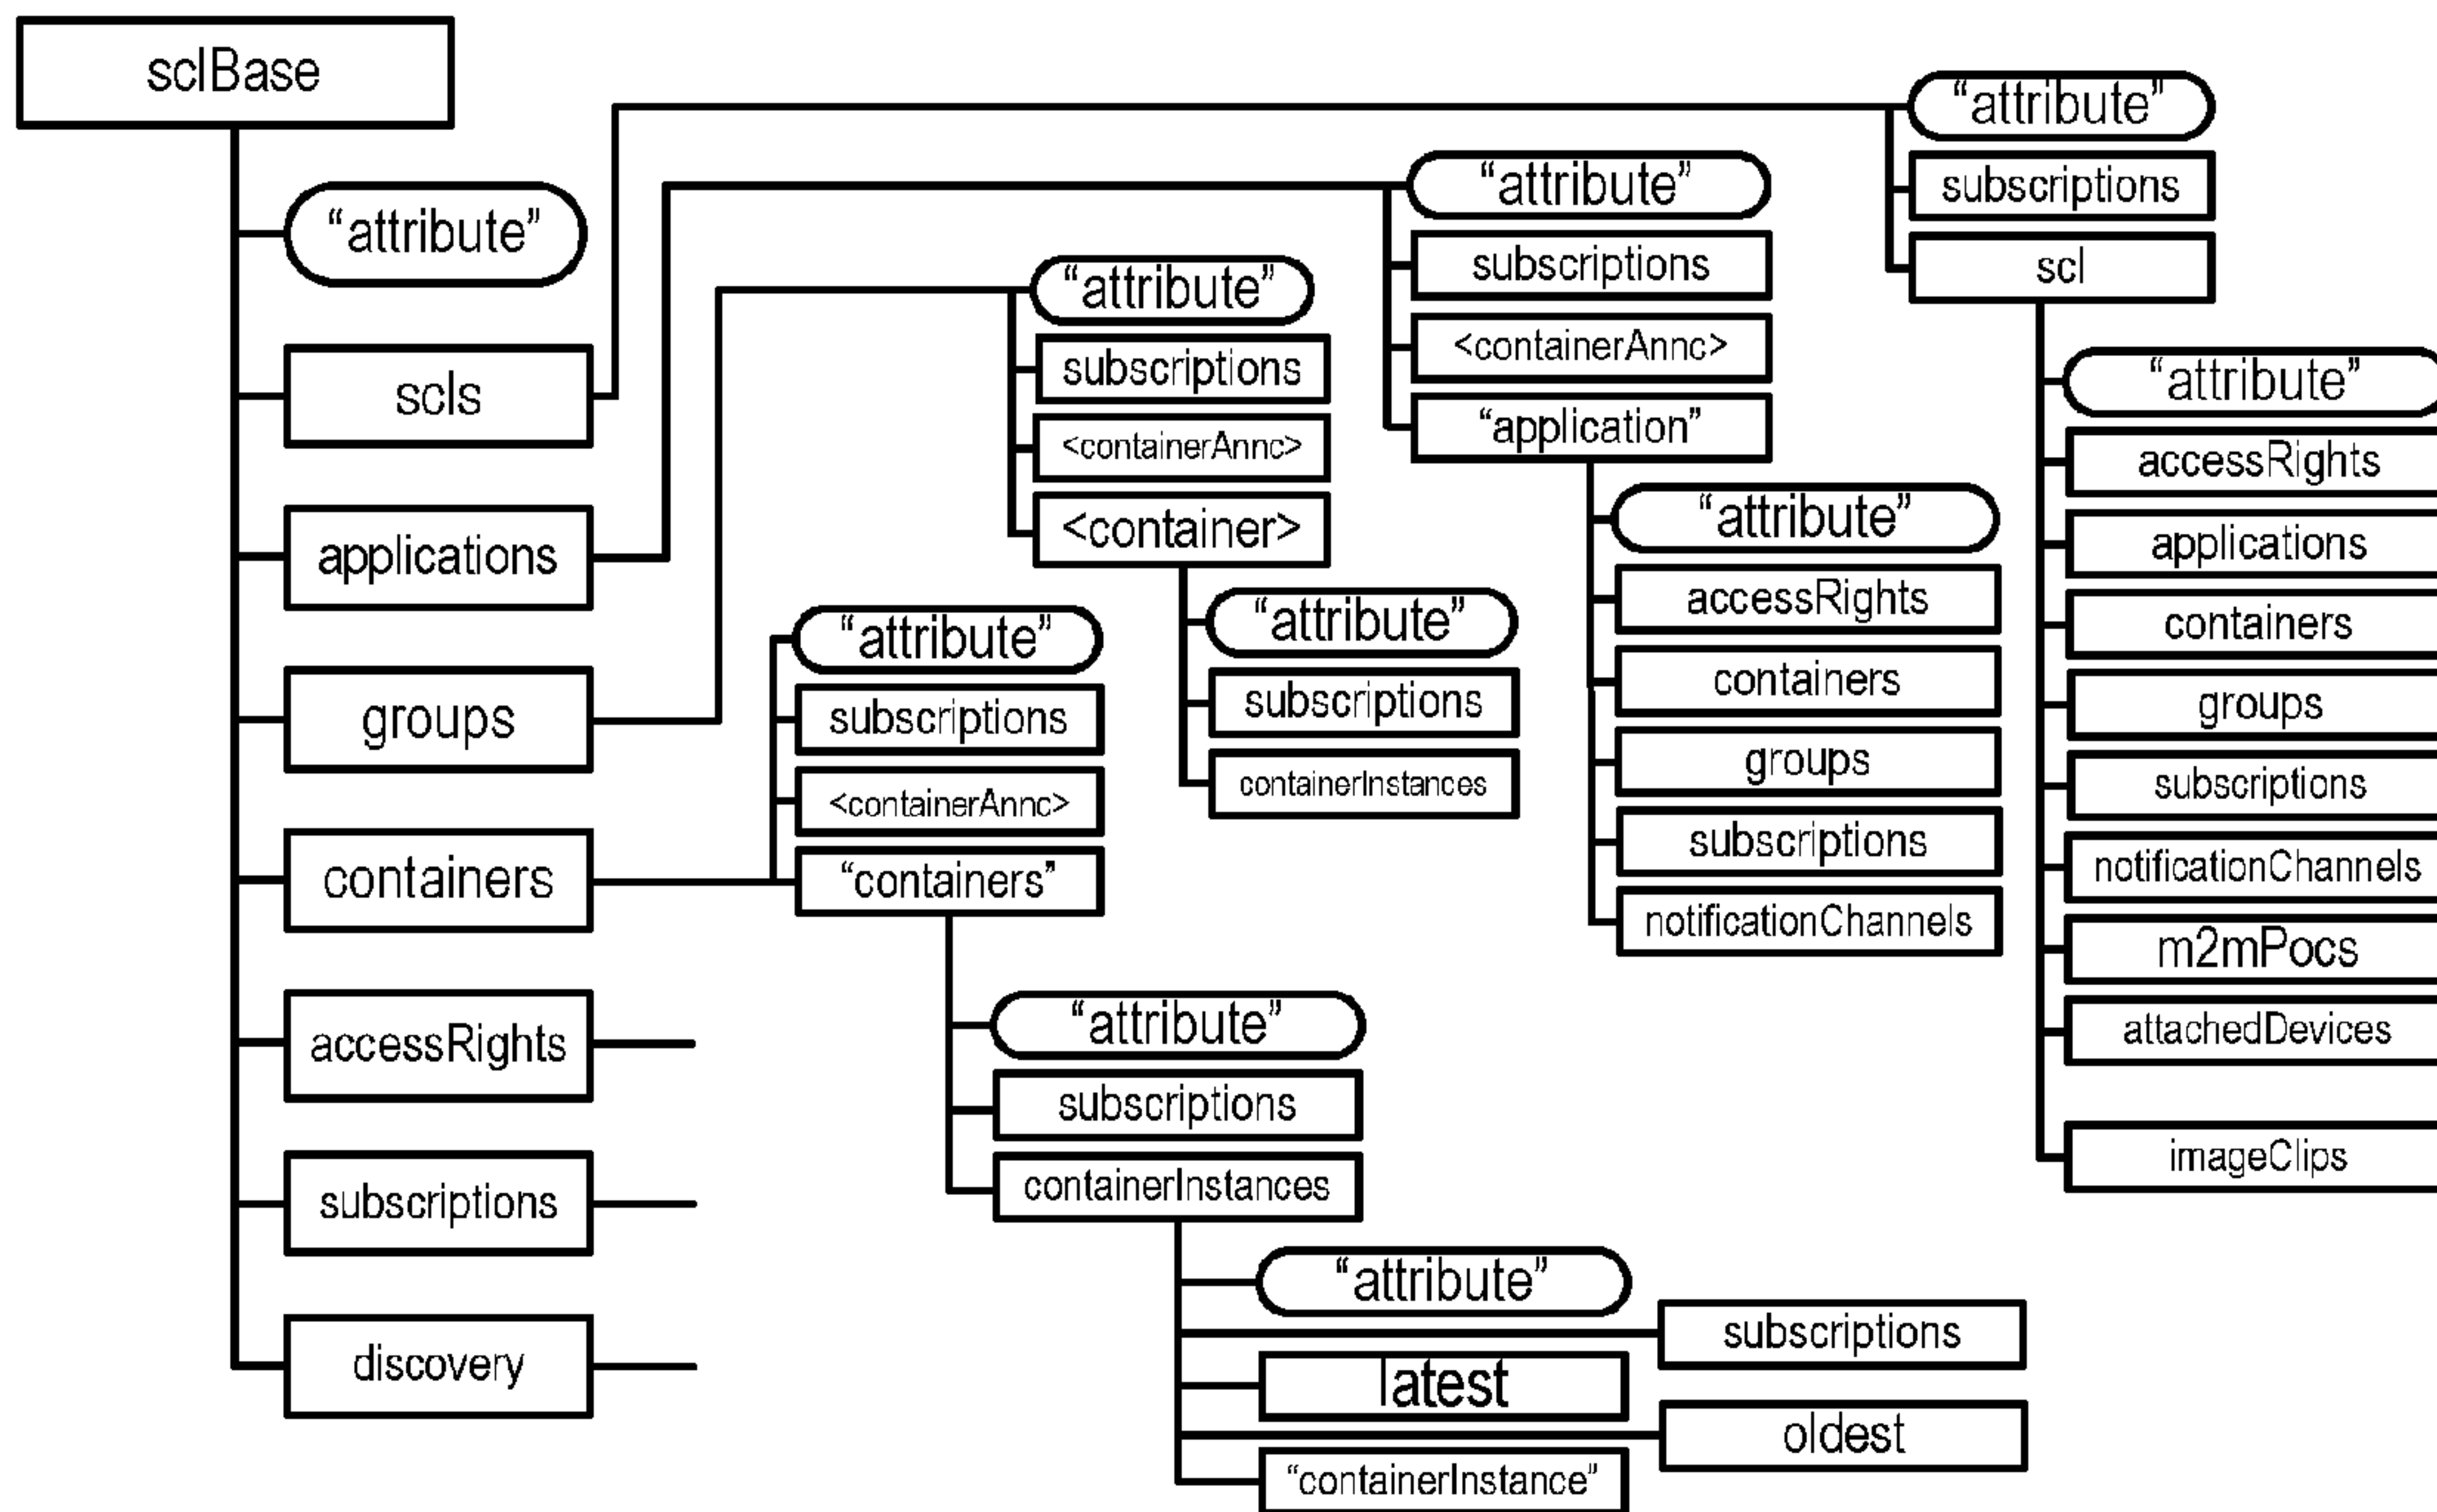 sclBase
“attribute”
scls
applications
groups
containers
accessRights
subscriptions
discovery
“attribute”
subscriptions
<containerAnnc>
“containers”
“attribute”
subscriptions
containerInstances
“attribute”
subscriptions
latest
oldest
“containerInstance”
“attribute”
subscriptions
<containerAnnc>
<container>
“attribute”
subscriptions
containerInstances
“attribute”
subscriptions
<containerAnnc>
“application”
“attribute”
accessRights
containers
groups
subscriptions
notificationChannels
“attribute”
subscriptions
scl
“attribute”
accessRights
applications
containers
groups
subscriptions
notificationChannels
m2mPocs
attachedDevices
imageClips